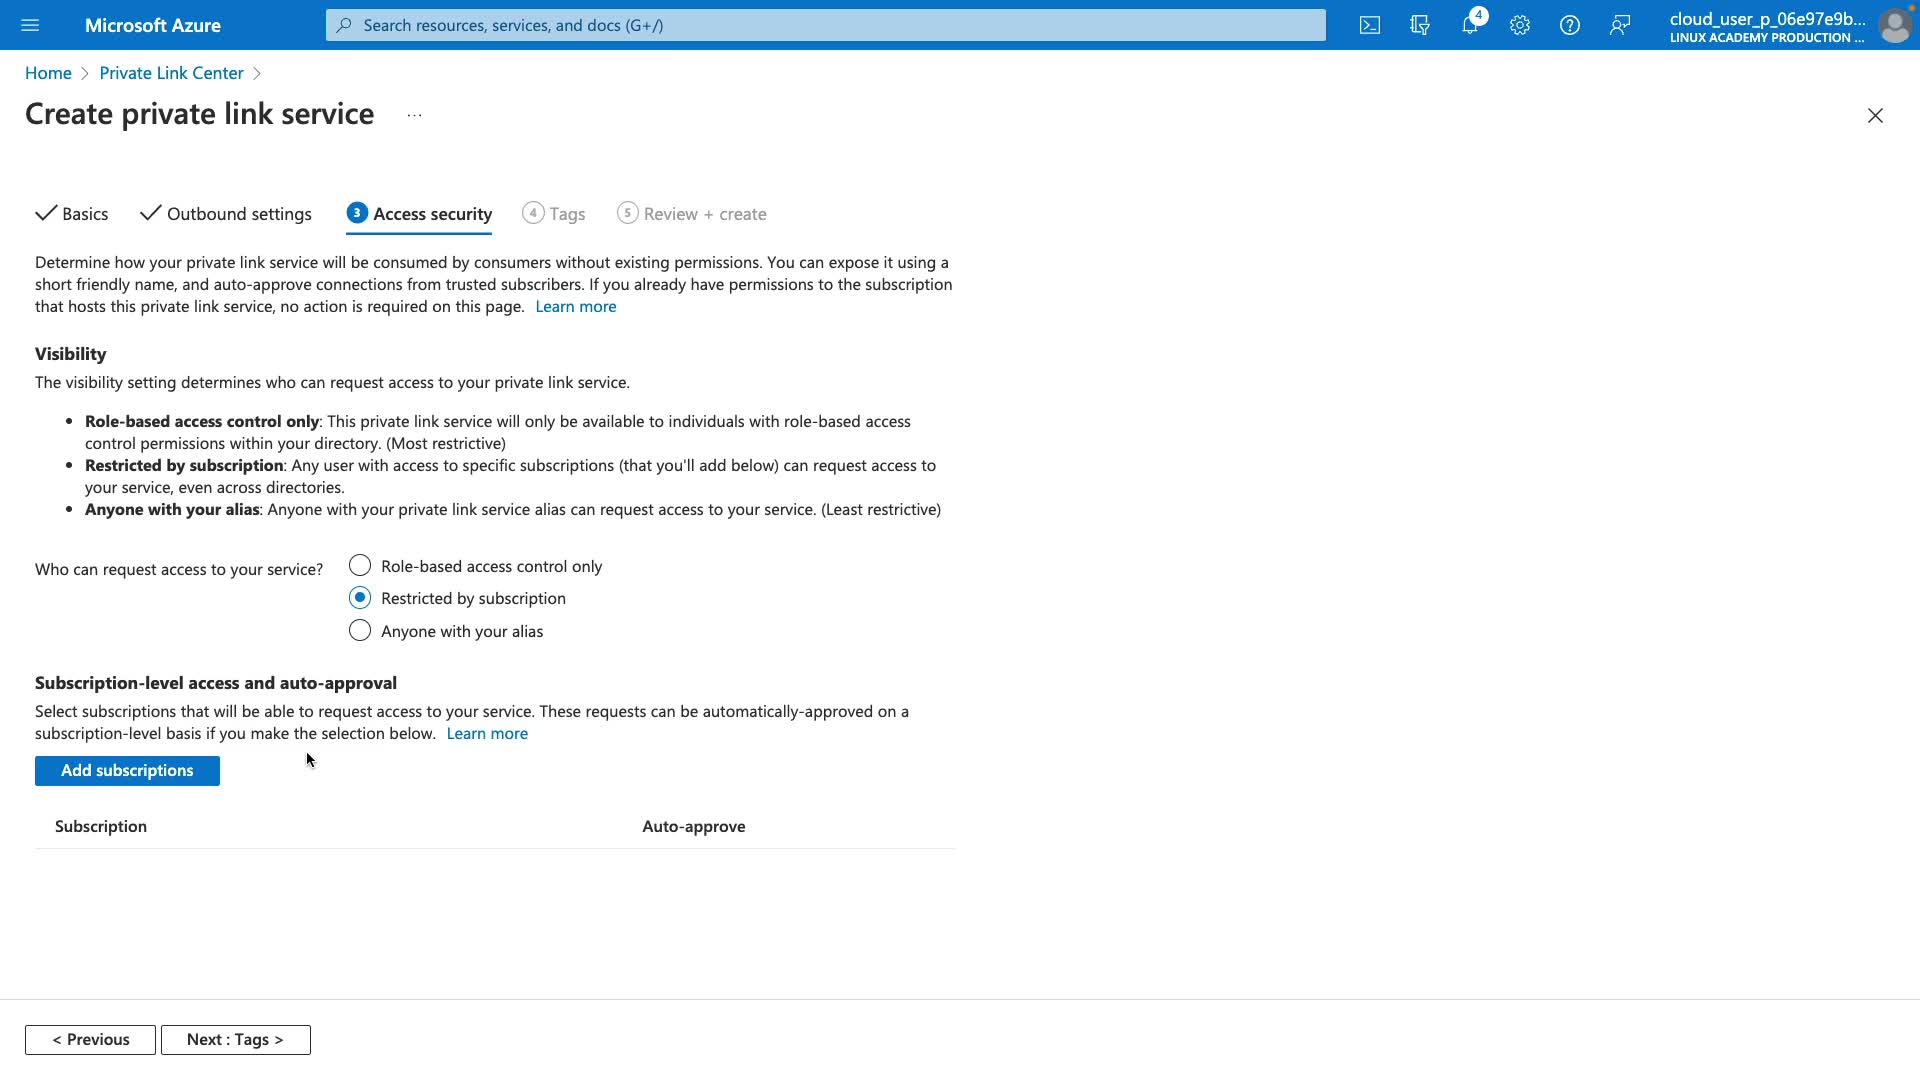 Microsoft Azure
Search resources, services, and docs (G+/)
4
cloud_user_p_06e97e9b...
LINUX ACADEMY PRODUCTION ...
Home > Private Link Center >
Create private link service ...
Basics
Outbound settings
3 Access security
4 Tags
5 Review + create
Determine how your private link service will be consumed by consumers without existing permissions. You can expose it using a
short friendly name, and auto-approve connections from trusted subscribers. If you already have permissions to the subscription
that hosts this private link service, no action is required on this page. Learn more
Visibility
The visibility setting determines who can request access to your private link service.
• Role-based access control only: This private link service will only be available to individuals with role-based access
control permissions within your directory. (Most restrictive)
• Restricted by subscription: Any user with access to specific subscriptions (that you'll add below) can request access to
your service, even across directories.
• Anyone with your alias: Anyone with your private link service alias can request access to your service. (Least restrictive)
Who can request access to your service?
Role-based access control only
Restricted by subscription
Anyone with your alias
Subscription-level access and auto-approval
Select subscriptions that will be able to request access to your service. These requests can be automatically-approved on a
subscription-level basis if you make the selection below. Learn more
Add subscriptions
Subscription Auto-approve
< Previous
Next : Tags >